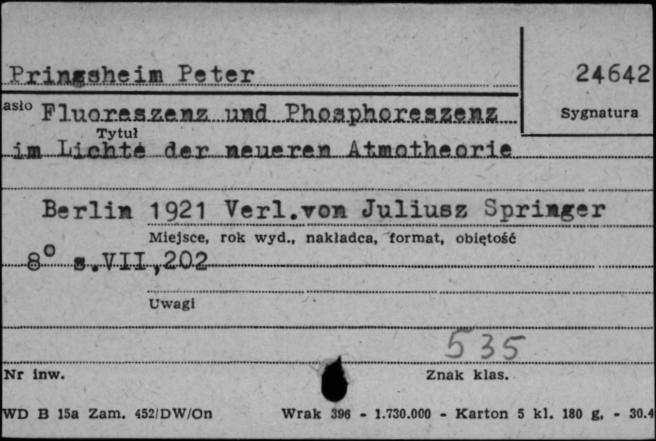 Pringsheim Peter
24642
asło Fluoreszenz und Phosphoreszenz
Sygnatura
Tytuł
im Lichte der neueren Atmotheorie
Berlin 1921 Verl.von Juliusz Springer
Miejsce, rok wyd., nakładca, format, objętość
8° s.VII,202
Uwagi
535
Nr inw.
Znak klas.
WD B 15a Zam. 452/DW/On Wrak 396 - 1.730.000 - Karton 5 kl. 180 g. - 30.4